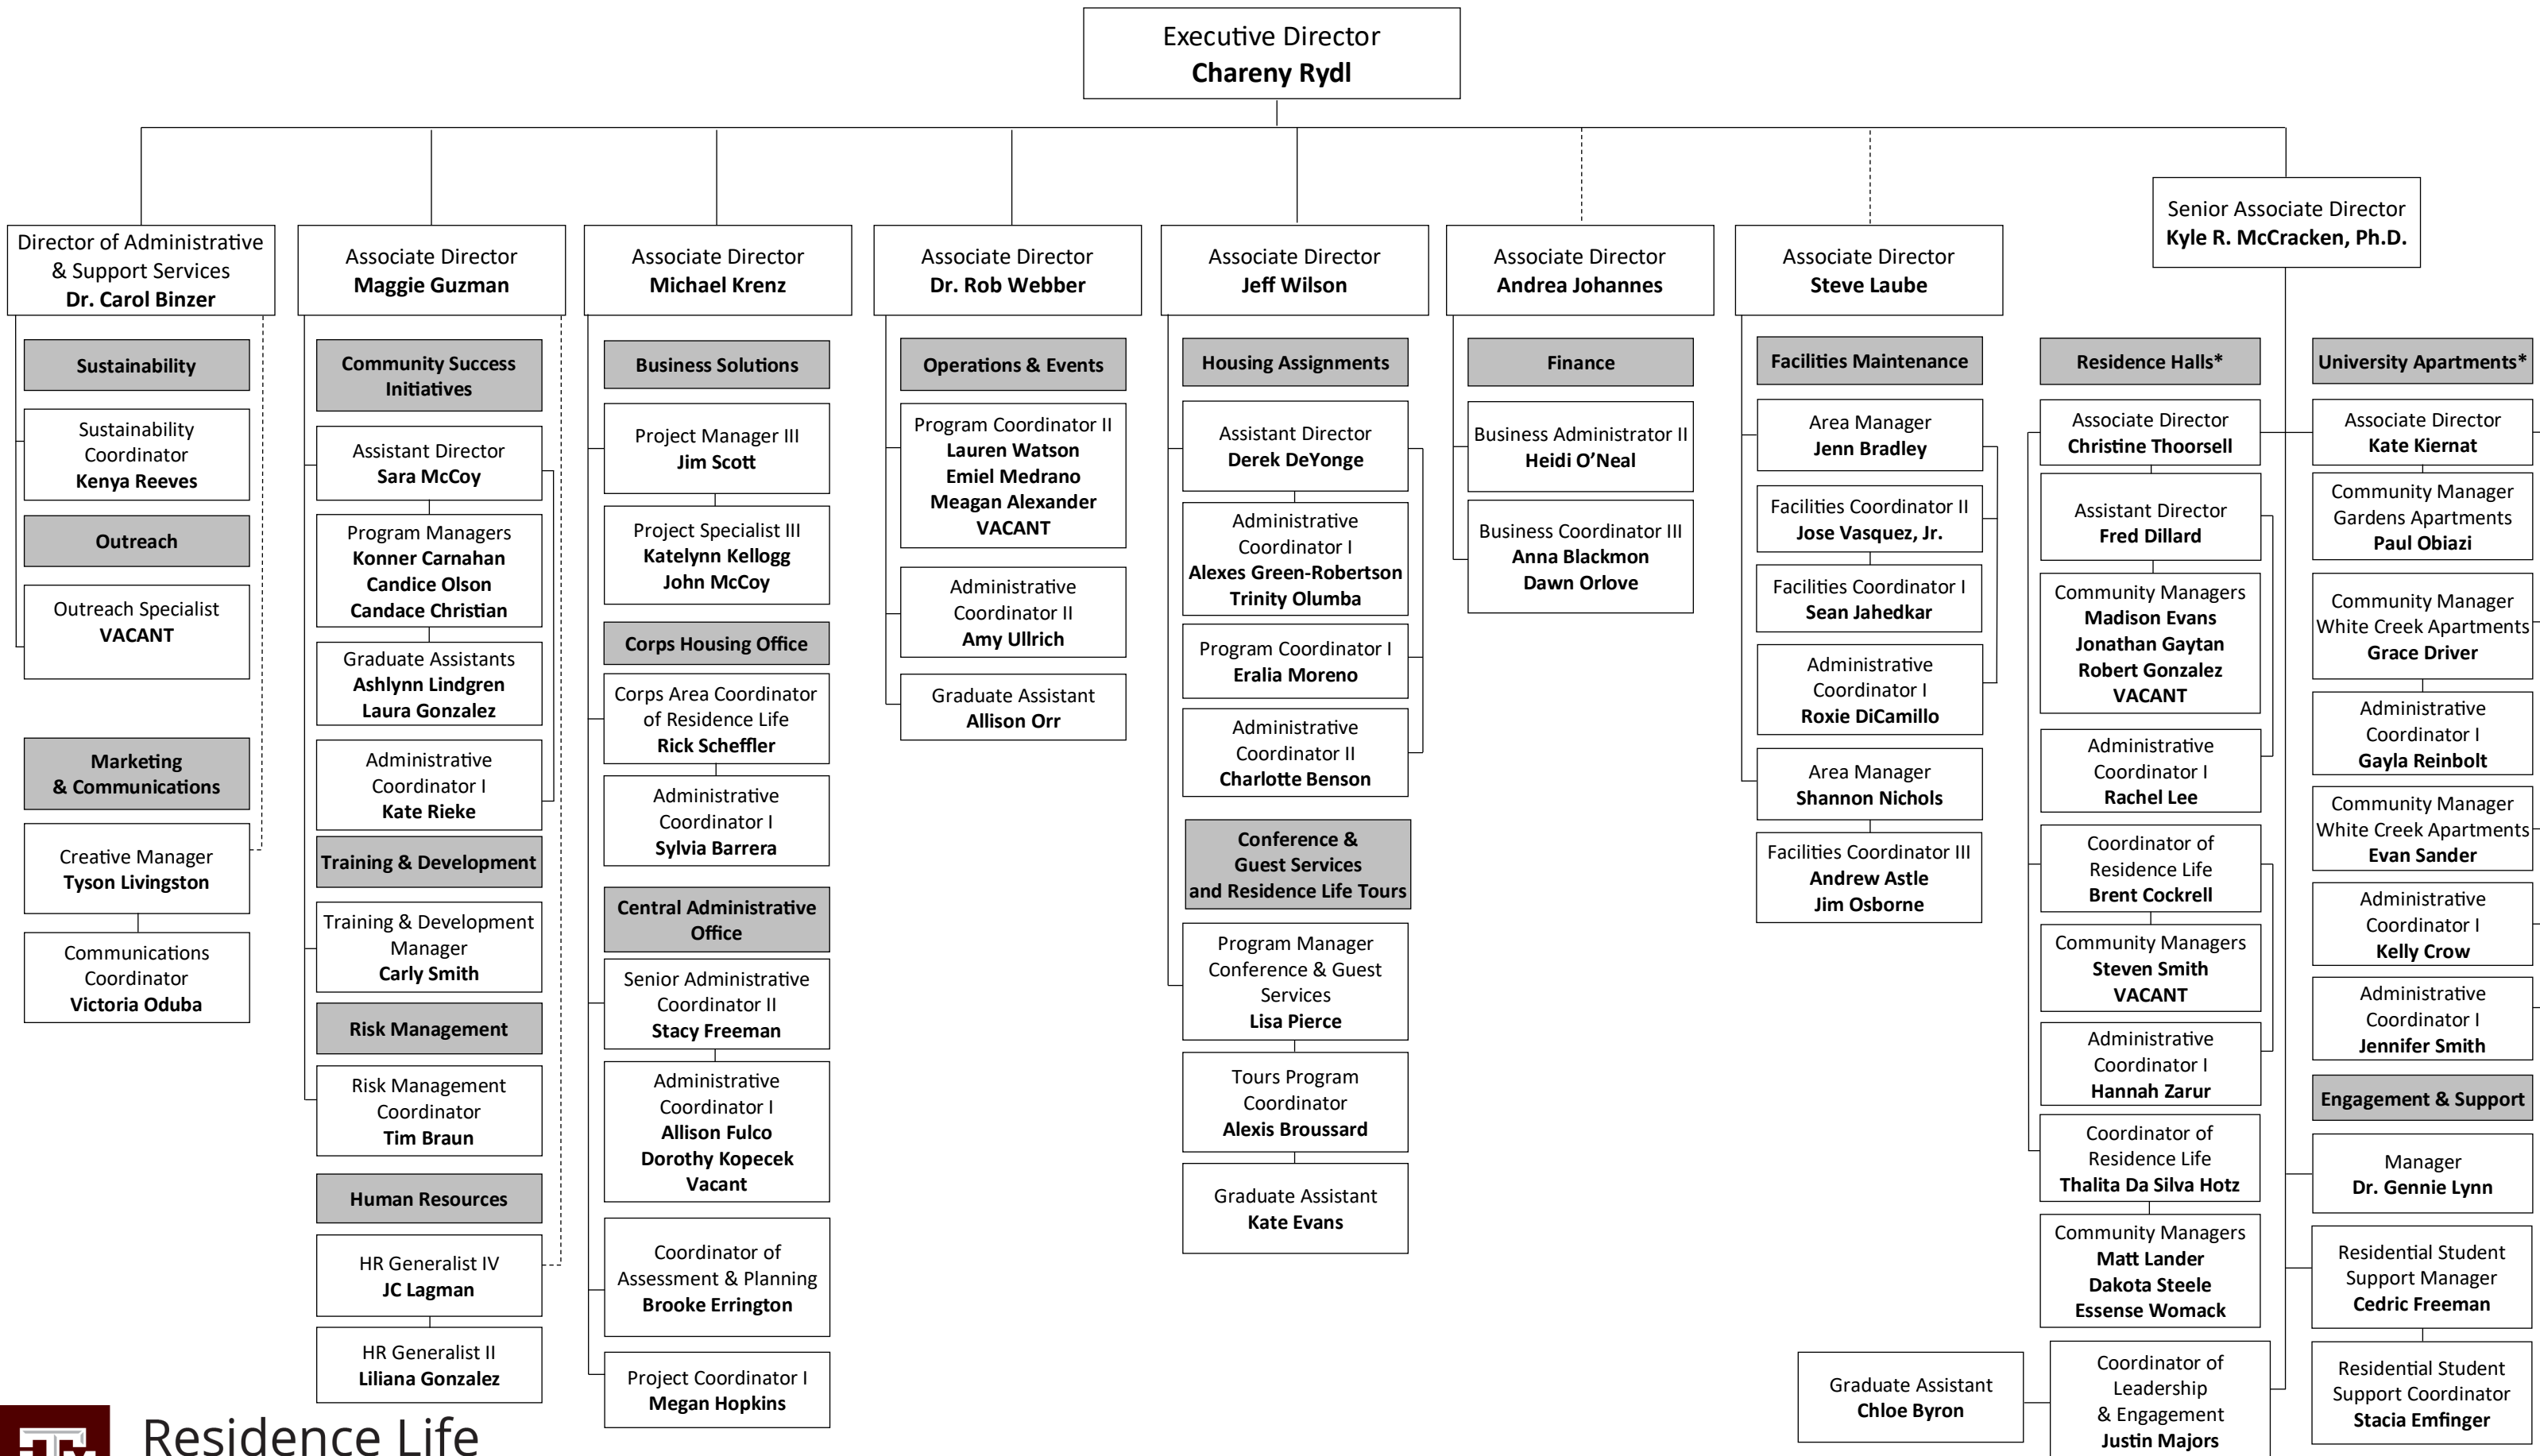 Executive Director
Chareny Rydl
Senior Associate Director
Kyle R. McCracken, Ph.D.
Director of Administrative
& Support Services
Dr. Carol Binzer
Sustainability
Sustainability
Coordinator
Kenya Reeves
Outreach
Outreach Specialist
VACANT
Marketing
& Communications
Creative Manager
Tyson Livingston
Communications
Coordinator
Victoria Oduba
Associate Director
Maggie Guzman
Community Success
Initiatives
Assistant Director
Sara McCoy
Program Managers
Konner Carnahan
Candice Olson
Candace Christian
Graduate Assistants
Ashlynn Lindgren
Laura Gonzalez
Administrative
Coordinator I
Kate Rieke
Training & Development
Training & Development
Manager
Carly Smith
Risk Management
Risk Management
Coordinator
Tim Braun
Human Resources
HR Generalist IV
JC Lagman
HR Generalist II
Liliana Gonzalez
Associate Director
Michael Krenz
Business Solutions
Project Manager III
Jim Scott
Project Specialist III
Katelynn Kellogg
John McCoy
Corps Housing Office
Corps Area Coordinator
of Residence Life
Rick Scheffler
Administrative
Coordinator I
Sylvia Barrera
Central Administrative
Office
Senior Administrative
Coordinator II
Stacy Freeman
Administrative
Coordinator I
Allison Fulco
Dorothy Kopecek
Vacant
Coordinator of
Assessment & Planning
Brooke Errington
Project Coordinator I
Megan Hopkins
Associate Director
Dr. Rob Webber
Operations & Events
Program Coordinator II
Lauren Watson
Emiel Medrano
Meagan Alexander
VACANT
Administrative
Coordinator II
Amy Ullrich
Graduate Assistant
Allison Orr
Associate Director
Jeff Wilson
Housing Assignments
Assistant Director
Derek DeYonge
Administrative
Coordinator I
Alexes Green-Robertson
Trinity Olumba
Program Coordinator I
Eralia Moreno
Administrative
Coordinator II
Charlotte Benson
Conference &
Guest Services
and Residence Life Tours
Program Manager
Conference & Guest
Services
Lisa Pierce
Tours Program
Coordinator
Alexis Broussard
Graduate Assistant
Kate Evans
Associate Director
Andrea Johannes
Finance
Business Administrator II
Heidi O’Neal
Business Coordinator III
Anna Blackmon
Dawn Orlove
Associate Director
Steve Laube
Facilities Maintenance
Area Manager
Jenn Bradley
Facilities Coordinator II
Jose Vasquez, Jr.
Facilities Coordinator I
Sean Jahedkar
Administrative
Coordinator I
Roxie DiCamillo
Area Manager
Shannon Nichols
Facilities Coordinator III
Andrew Astle
Jim Osborne
Residence Halls*
Associate Director
Christine Thoorsell
Assistant Director
Fred Dillard
Community Managers
Madison Evans
Jonathan Gaytan
Robert Gonzalez
VACANT
Administrative
Coordinator I
Rachel Lee
Coordinator of
Residence Life
Brent Cockrell
Community Managers
Steven Smith
VACANT
Administrative
Coordinator I
Hannah Zarur
Coordinator of
Residence Life
Thalita Da Silva Hotz
Community Managers
Matt Lander
Dakota Steele
Essense Womack
Graduate Assistant
Chloe Byron
Coordinator of
Leadership
& Engagement
Justin Majors
University Apartments*
Associate Director
Kate Kiernat
Community Manager
Gardens Apartments
Paul Obiazi
Community Manager
White Creek Apartments
Grace Driver
Administrative
Coordinator I
Gayla Reinbolt
Community Manager
White Creek Apartments
Evan Sander
Administrative
Coordinator I
Kelly Crow
Administrative
Coordinator I
Jennifer Smith
Engagement & Support
Manager
Dr. Gennie Lynn
Residential Student
Support Manager
Cedric Freeman
Residential Student
Support Coordinator
Stacia Emfinger
Residence Life